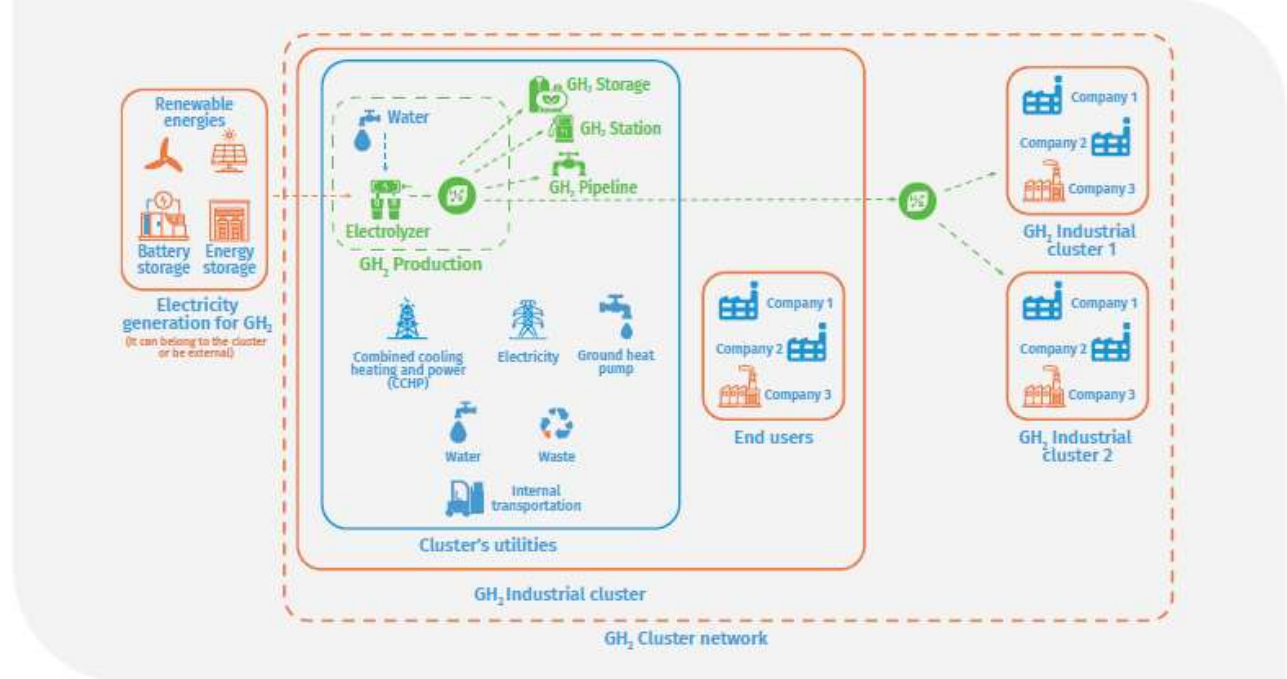 Renewable
energies
Battery
storage
Energy
storage
Electricity
generation for GH₂
(It can belong to the cluster
or be external)
Water
Electrolyzer
GH₂ Production
GH₂ Storage
GH₂ Station
GH₂ Pipeline
Combined cooling
heating and power
(CCHP)
Electricity
Ground heat
pump
Water
Waste
Internal
transportation
Cluster's utilities
Company 1
Company 2
Company 3
End users
GH₂ Industrial cluster
Company 1
Company 2
Company 3
GH₂ Industrial
cluster 1
Company 1
Company 2
Company 3
GH₂ Industrial
cluster 2
GH₂ Cluster network